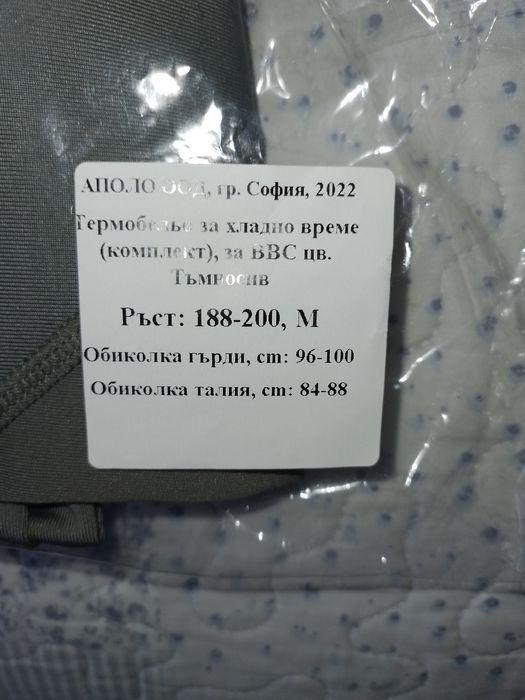 АПОЛО ООД, гр. София, 2022
Термобельо за хладно време
(комплект), за ВВС цв.
Тъмносив
Ръст: 188-200, М
Обиколка гърди, cm: 96-100
Обиколка талия, cm: 84-88